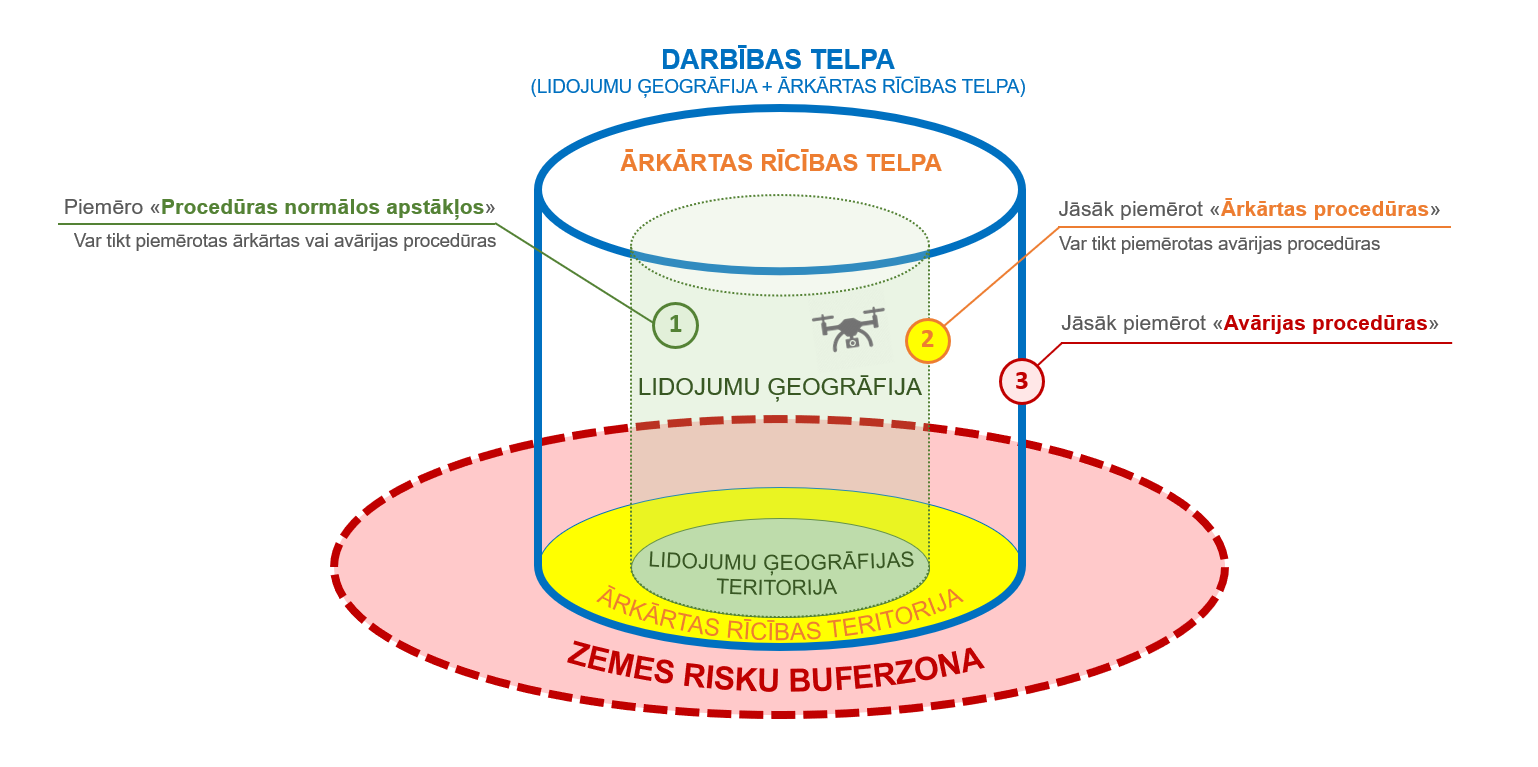 DARBĪBAS TELPA
(LIDOJUMU ĢEOGRĀFIJA + ĀRKĀRTAS RĪCĪBAS TELPA)
ĀRKĀRTAS RĪCĪBAS TELPA
Piemēro «Procedūras normālos apstākļos»
Var tikt piemērotas ārkārtas vai avārijas procedūras
Jāsāk piemērot «Ārkārtas procedūras»
Var tikt piemērotas avārijas procedūras
1
2
Jāsāk piemērot «Avārijas procedūras»
3
LIDOJUMU ĢEOGRĀFIJA
LIDOJUMU ĢEOGRĀFIJAS
TERITORIJA
ĀRKĀRTAS RĪCĪBAS TERITORIJA
ZEMES RISKU BUFERZONA